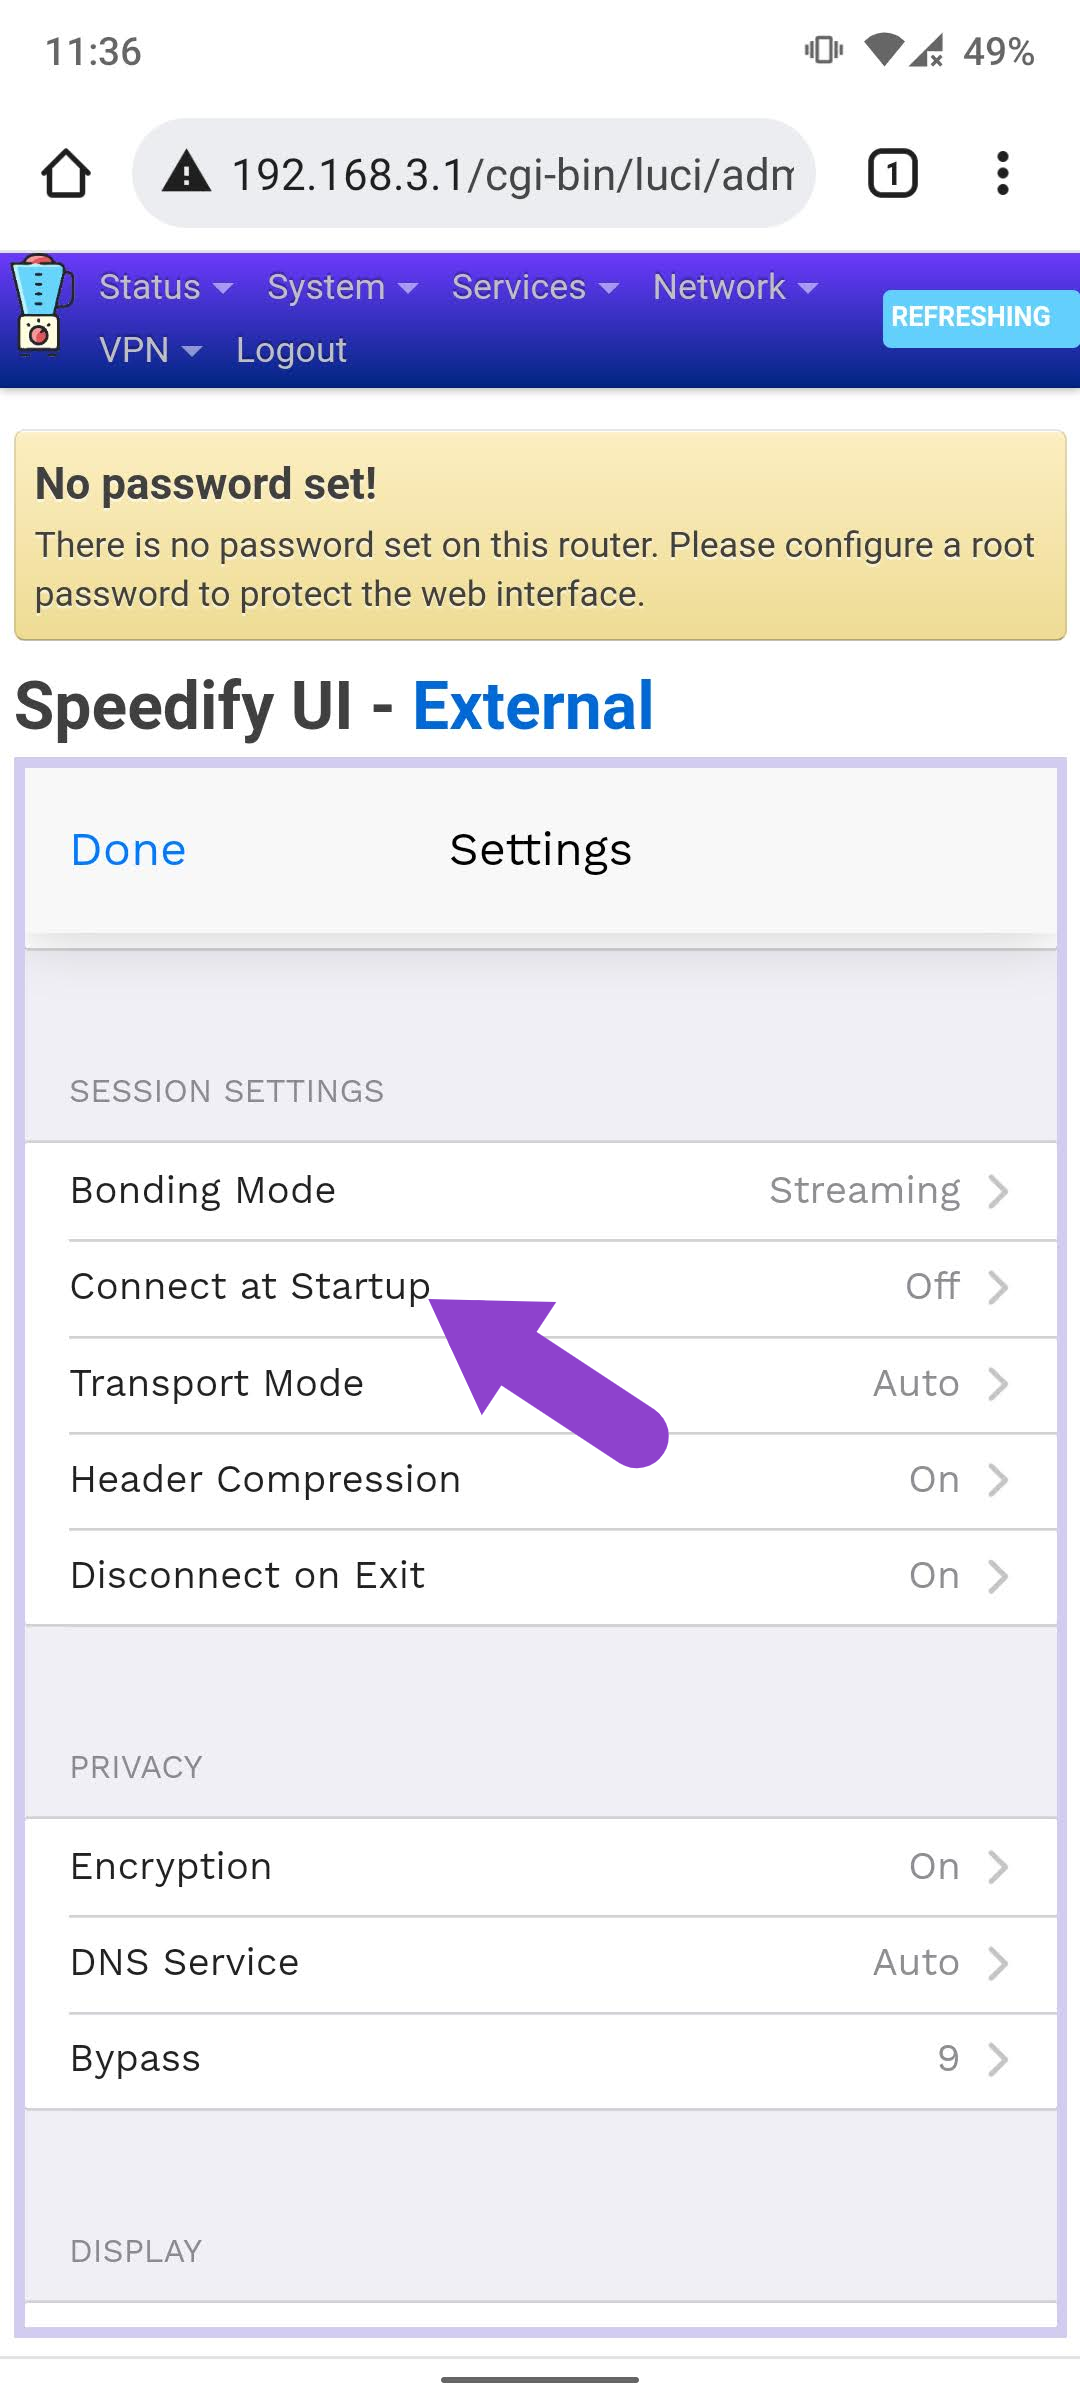 11:36
49%
192.168.3.1/cgi-bin/luci/adm
1
Status System Services Network
REFRESHING
VPN Logout
No password set!
There is no password set on this router. Please configure a root
password to protect the web interface.
Speedify UI - External
Done Settings
SESSION SETTINGS
Bonding Mode Streaming
Connect at Startup Off
Transport Mode Auto
Header Compression On
Disconnect on Exit On
PRIVACY
Encryption On
DNS Service Auto
Bypass 9
DISPLAY